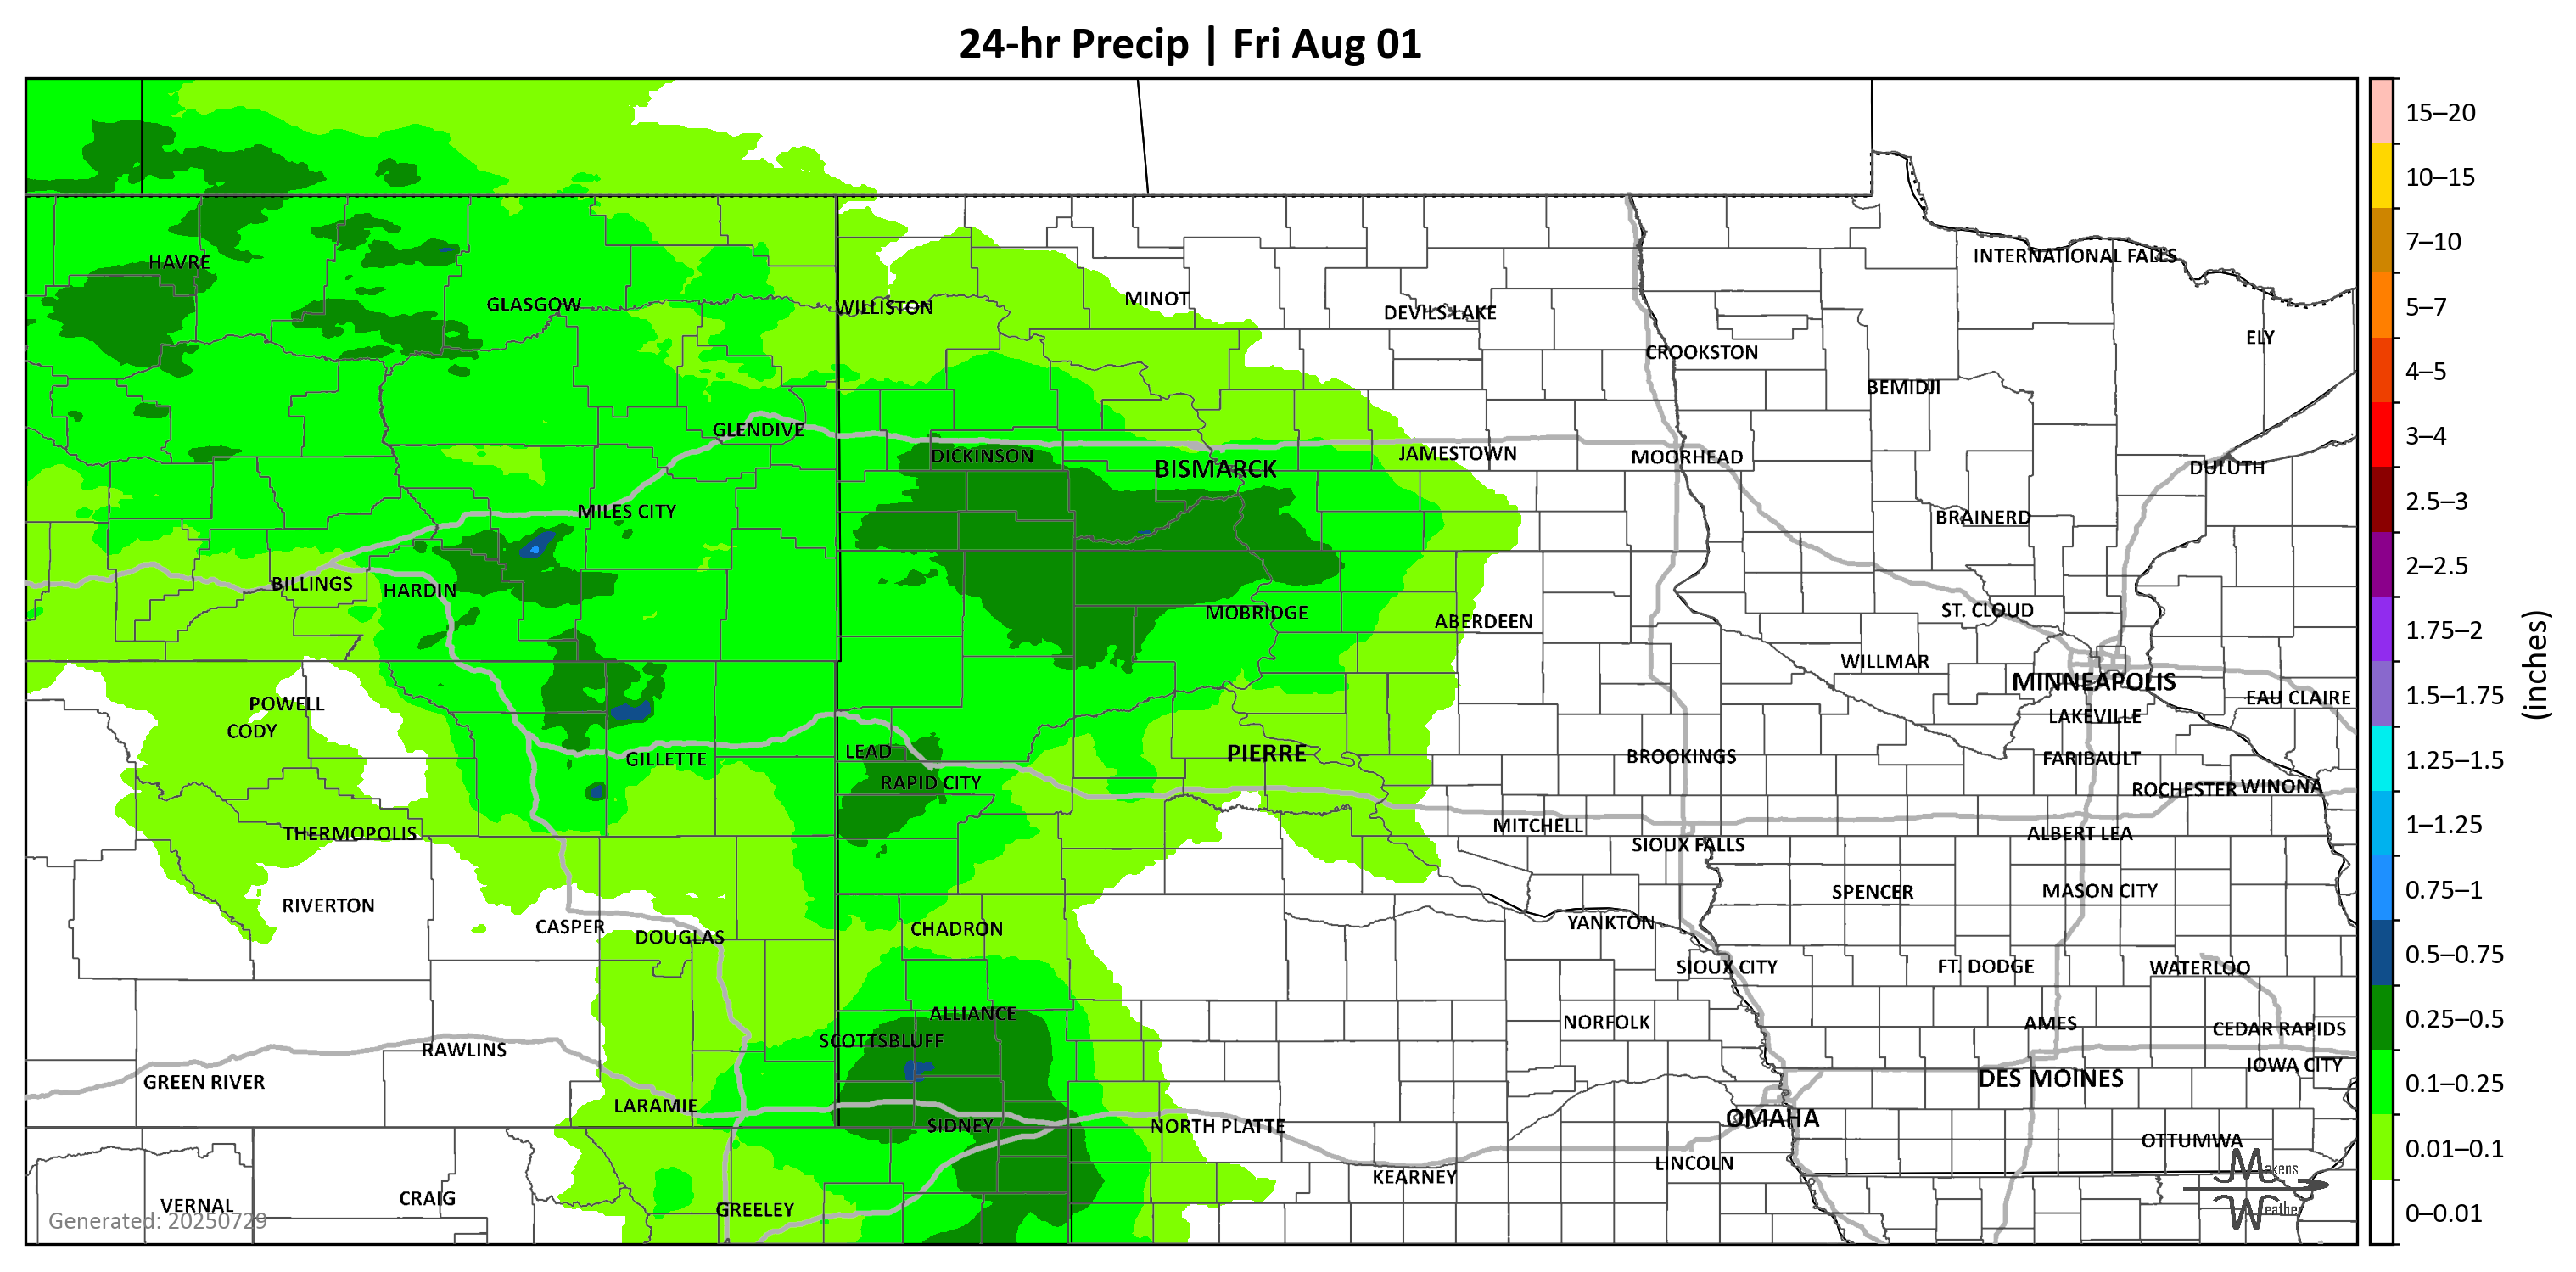 24-hr Precip | Fri Aug 01
15–20
10–15
INTERNATIONAL FALLS
7–10
HAVRE
MINOT
GLASGOW
WILLISTON
DEVILS LAKE
5–7
ELY
CROOKSTON
4–5
BEMIDJI
GLENDIVE
3–4
DICKINSON
JAMESTOWN
MOORHEAD
BISMARCK
DULUTH
2.5–3
MILES CITY
BRAINERD
2–2.5
BILLINGS
HARDIN
MOBRIDGE
ABERDEEN
ST. CLOUD
1.75–2
WILLMAR
(inches)
MINNEAPOLIS
EAU CLAIRE
1.5–1.75
POWELL
CODY
LAKEVILLE
LEAD
PIERRE
GILLETTE
BROOKINGS
FARIBAULT
1.25–1.5
RAPID CITY
ROCHESTER
WINONA
THERMOPOLIS
MITCHELL
ALBERT LEA
1–1.25
SIOUX FALLS
SPENCER
MASON CITY
0.75–1
RIVERTON
CASPER
DOUGLAS
CHADRON
YANKTON
SIOUX CITY
FT. DODGE
WATERLOO
0.5–0.75
ALLIANCE
NORFOLK
AMES
CEDAR RAPIDS
0.25–0.5
SCOTTSBLUFF
RAWLINS
IOWA CITY
GREEN RIVER
DES MOINES
0.1–0.25
LARAMIE
SIDNEY
NORTH PLATTE
OMAHA
OTTUMWA
0.01–0.1
KEARNEY
LINCOLN
Makens
Weather
VERNAL
CRAIG
GREELEY
0–0.01
Generated: 20250729